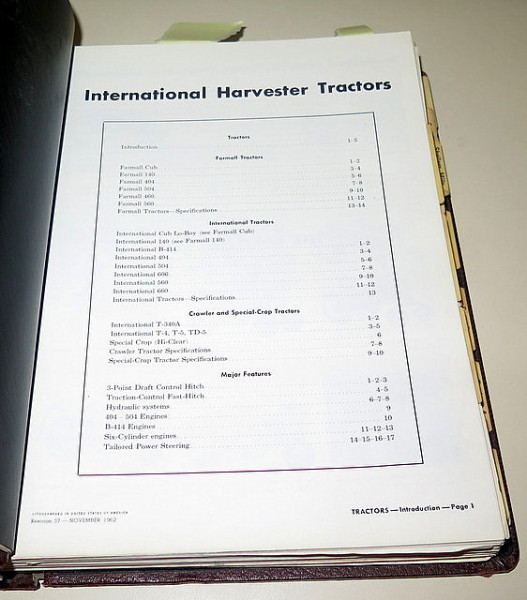 International Harvester Tractors
Tractors
Introduction 1-5
Farmall Tractors
Farmall Cub 1-2
Farmall 140 3-4
Farmall 404 5-6
Farmall 504 7-8
Farmall 460 9-10
Farmall 560 11-12
Farmall Tractors—Specifications 13-14
International Tractors
International Cub Lo-Boy (see Farmall Cub)
International 140 (see Farmall 140)
International B-414 1-2
International 404 3-4
International 504 5-6
International 606 7-8
International 560 9-10
International 660 11-12
International Tractors—Specifications 13
Crawler and Special-Crop Tractors
International T-340A 1-2
International T-4, T-5, TD-5 3-5
Special Crop (Hi-Clear) 6
Crawler Tractor Specifications 7-8
Special-Crop Tractor Specifications 9-10
Major Features
3-Point Draft Control Hitch 1-2-3
Traction-Control Fast-Hitch 4-5
Hydraulic systems 6-7-8
404 - 504 Engines 9
B-414 Engines 10
Six-Cylinder engines 11-12-13
Tailored Power Steering 14-15-16-17
LITHOGRAPHED IN UNITED STATES OF AMERICA
Revision 57 — NOVEMBER 1962
TRACTORS—Introduction—Page 1